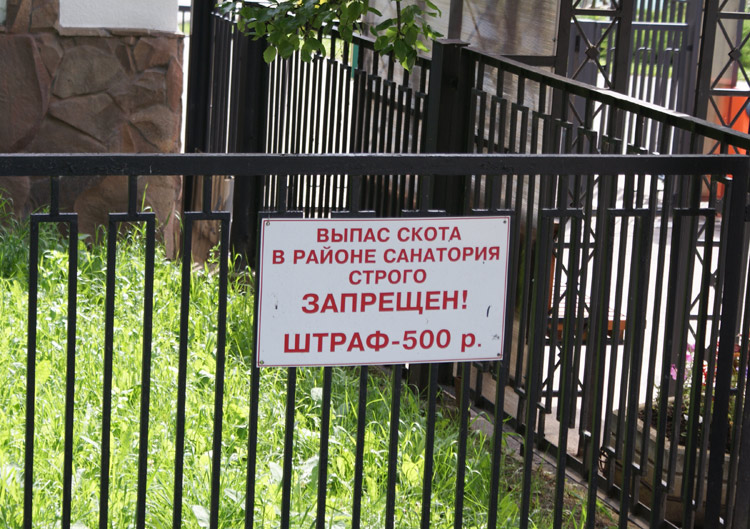 ВЫПАС СКОТА
В РАЙОНЕ САНАТОРИЯ
СТРОГО
ЗАПРЕЩЕН!
ШТРАФ-500 р.